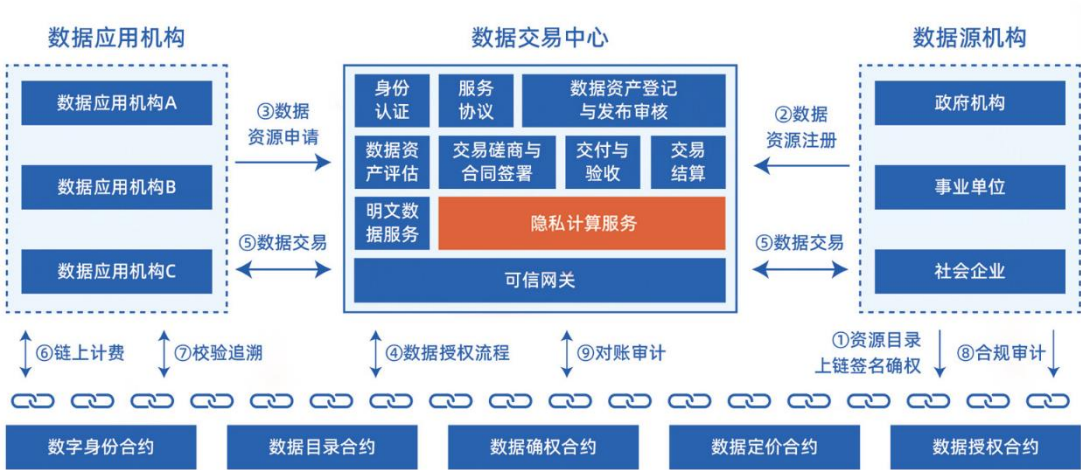 数据应用机构
数据交易中心
数据源机构
数据应用机构A
数据应用机构B
数据应用机构C
③数据
资源申请
⑤数据交易
身份
认证
服务
协议
数据资产登记
与发布审核
数据资
产评估
交易磋商与
合同签署
交付与
验收
交易
结算
明文数
据服务
隐私计算服务
可信网关
②数据
资源注册
⑤数据交易
政府机构
事业单位
社会企业
⑥链上计费
⑦校验追溯
④数据授权流程
⑨对账审计
①资源目录
上链签名确权
⑧合规审计
数字身份合约
数据目录合约
数据确权合约
数据定价合约
数据授权合约